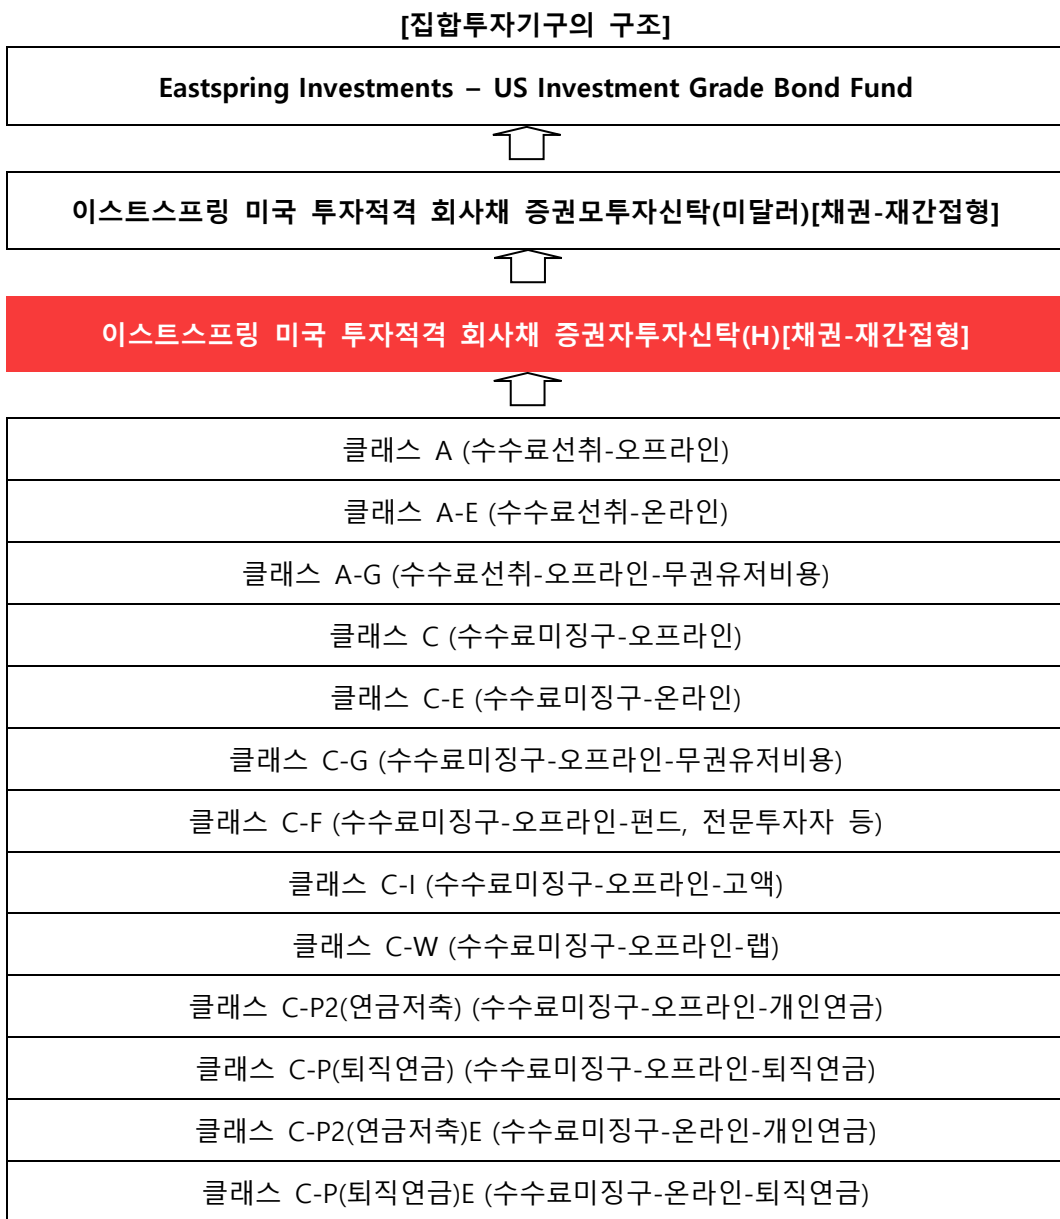 [집합투자기구의 구조]
Eastspring Investments – US Investment Grade Bond Fund
이스트스프링 미국 투자적격 회사채 증권모투자신탁(미달러)[채권-재간접형]
이스트스프링 미국 투자적격 회사채 증권자투자신탁(H)[채권-재간접형]
클래스 A (수수료선취-오프라인)
클래스 A-E (수수료선취-온라인)
클래스 A-G (수수료선취-오프라인-무권유저비용)
클래스 C (수수료미징구-오프라인)
클래스 C-E (수수료미징구-온라인)
클래스 C-G (수수료미징구-오프라인-무권유저비용)
클래스 C-F (수수료미징구-오프라인-펀드, 전문투자자 등)
클래스 C-I (수수료미징구-오프라인-고액)
클래스 C-W (수수료미징구-오프라인-랩)
클래스 C-P2(연금저축) (수수료미징구-오프라인-개인연금)
클래스 C-P(퇴직연금) (수수료미징구-오프라인-퇴직연금)
클래스 C-P2(연금저축)E (수수료미징구-온라인-개인연금)
클래스 C-P(퇴직연금)E (수수료미징구-온라인-퇴직연금)